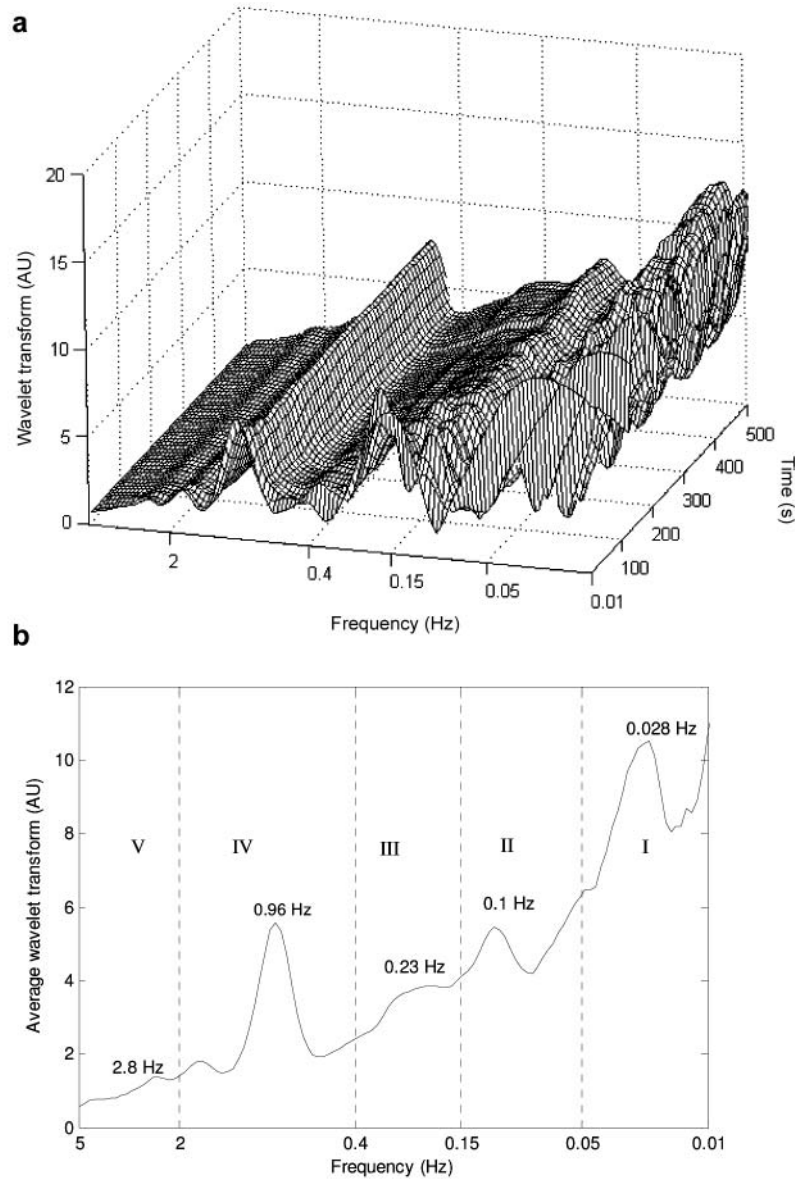 a
Wavelet transform (AU)
20
15
10
5
0
2
0.4
0.15
0.05
0.01
Frequency (Hz)
100
200
300
400
500
Time (s)
b
Average wavelet transform (AU)
12
10
8
6
4
2
0
0.028 Hz
V
IV
III
II
I
0.96 Hz
0.1 Hz
0.23 Hz
2.8 Hz
5
2
0.4
0.15
0.05
0.01
Frequency (Hz)